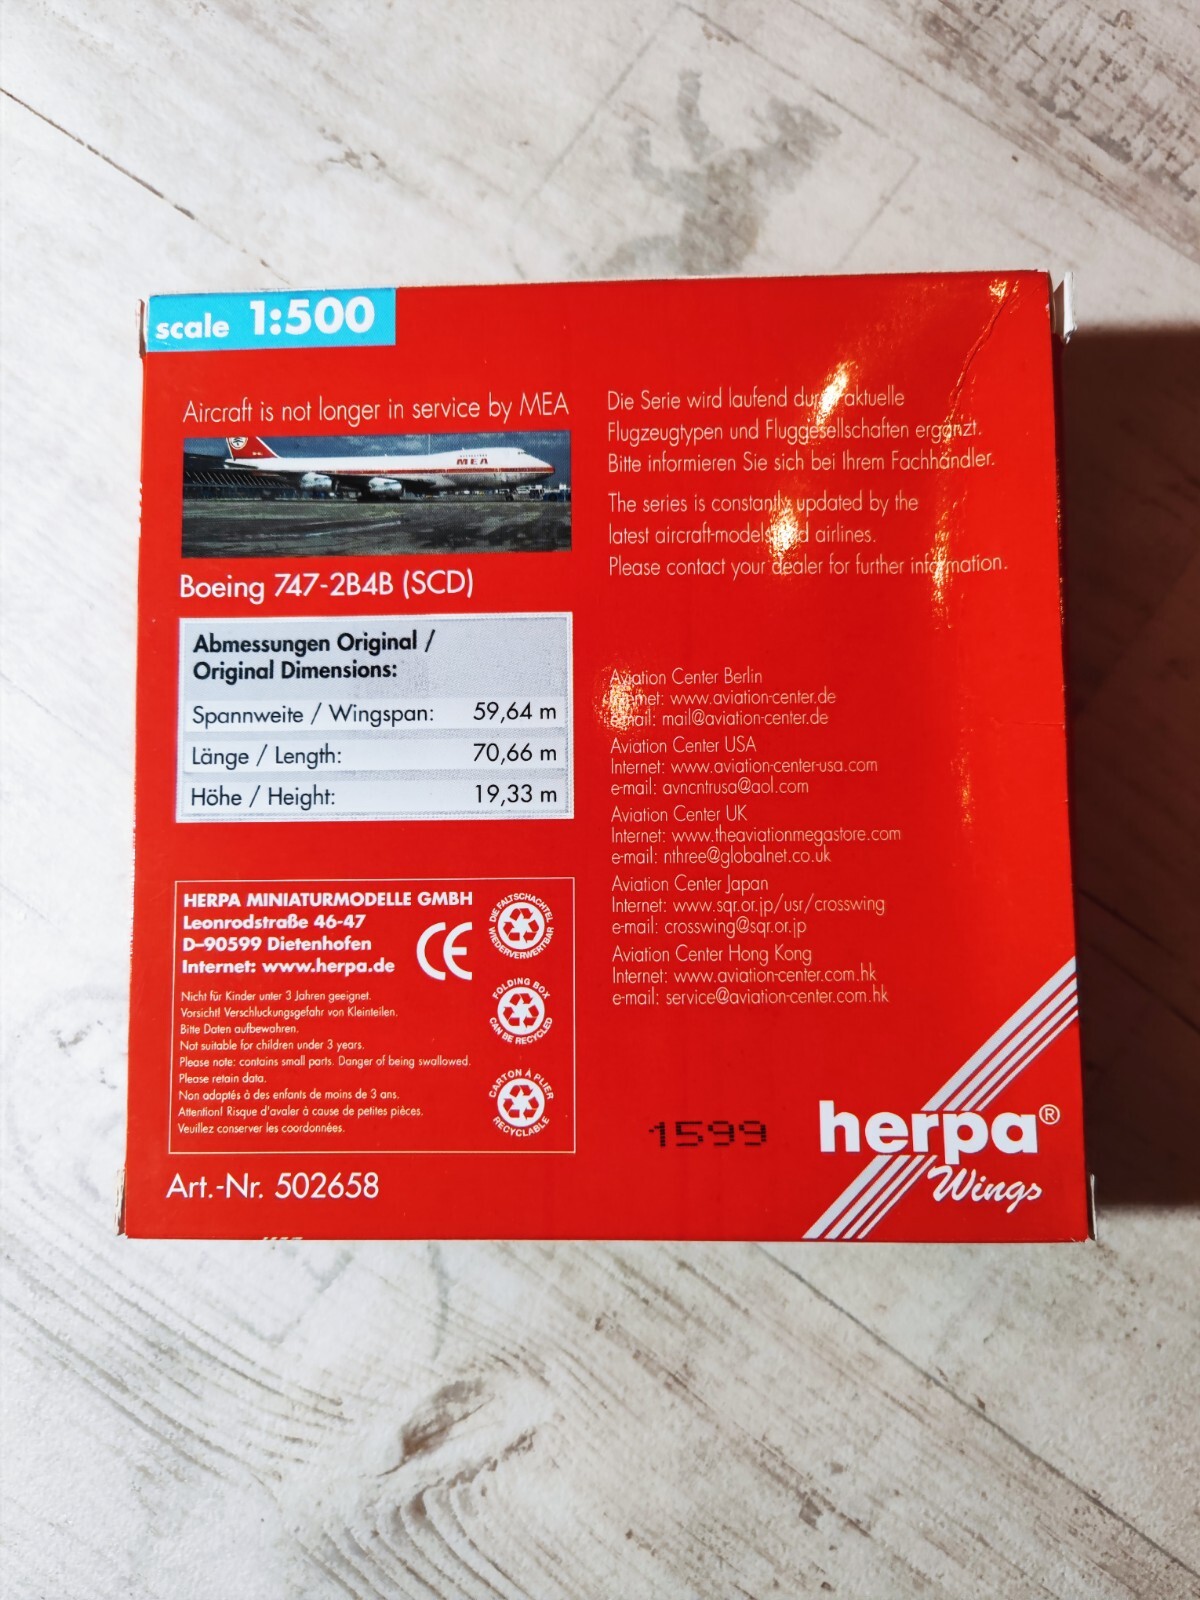 scale 1:500
Aircraft is not longer in service by MEA
MEA
Boeing 747-2B4B (SCD)
Abmessungen Original /
Original Dimensions:
Spannweite / Wingspan: 59,64 m
Länge / Length: 70,66 m
Höhe / Height: 19,33 m
HERPA MINIATURMODELLE GMBH
Leonrodstraße 46-47
D-90599 Dietenhofen
Internet: www.herpa.de
CE
Nicht für Kinder unter 3 Jahren geeignet.
Vorsicht! Verschluckungsgefahr von Kleinteilen.
Bitte Daten aufbewahren.
Not suitable for children under 3 years.
Please note: contains small parts. Danger of being swallowed.
Please retain data.
Non adaptés à des enfants de moins de 3 ans.
Attention! Risque d'avaler à cause de petites pièces.
Veuillez conserver les coordonnées.
DIE FALTSCHACHTEL
WIEDERVERWERTBAR
FOLDING BOX
CAN BE RECYCLED
CARTON À PLIER
RECYCLABLE
Art.-Nr. 502658
Die Serie wird laufend durch aktuelle
Flugzeugtypen und Fluggesellschaften ergänzt.
Bitte informieren Sie sich bei Ihrem Fachhändler.
The series is constantly updated by the
latest aircraft-models and airlines.
Please contact your dealer for further information.
Aviation Center Berlin
Internet: www.aviation-center.de
e-mail: mail@aviation-center.de
Aviation Center USA
Internet: www.aviation-center-usa.com
e-mail: avncntrusa@aol.com
Aviation Center UK
Internet: www.theaviationmegastore.com
e-mail: nthree@globalnet.co.uk
Aviation Center Japan
Internet: www.sqr.or.jp/usr/crosswing
e-mail: crosswing@sqr.or.jp
Aviation Center Hong Kong
Internet: www.aviation-center.com.hk
e-mail: service@aviation-center.com.hk
1599
herpa®
Wings